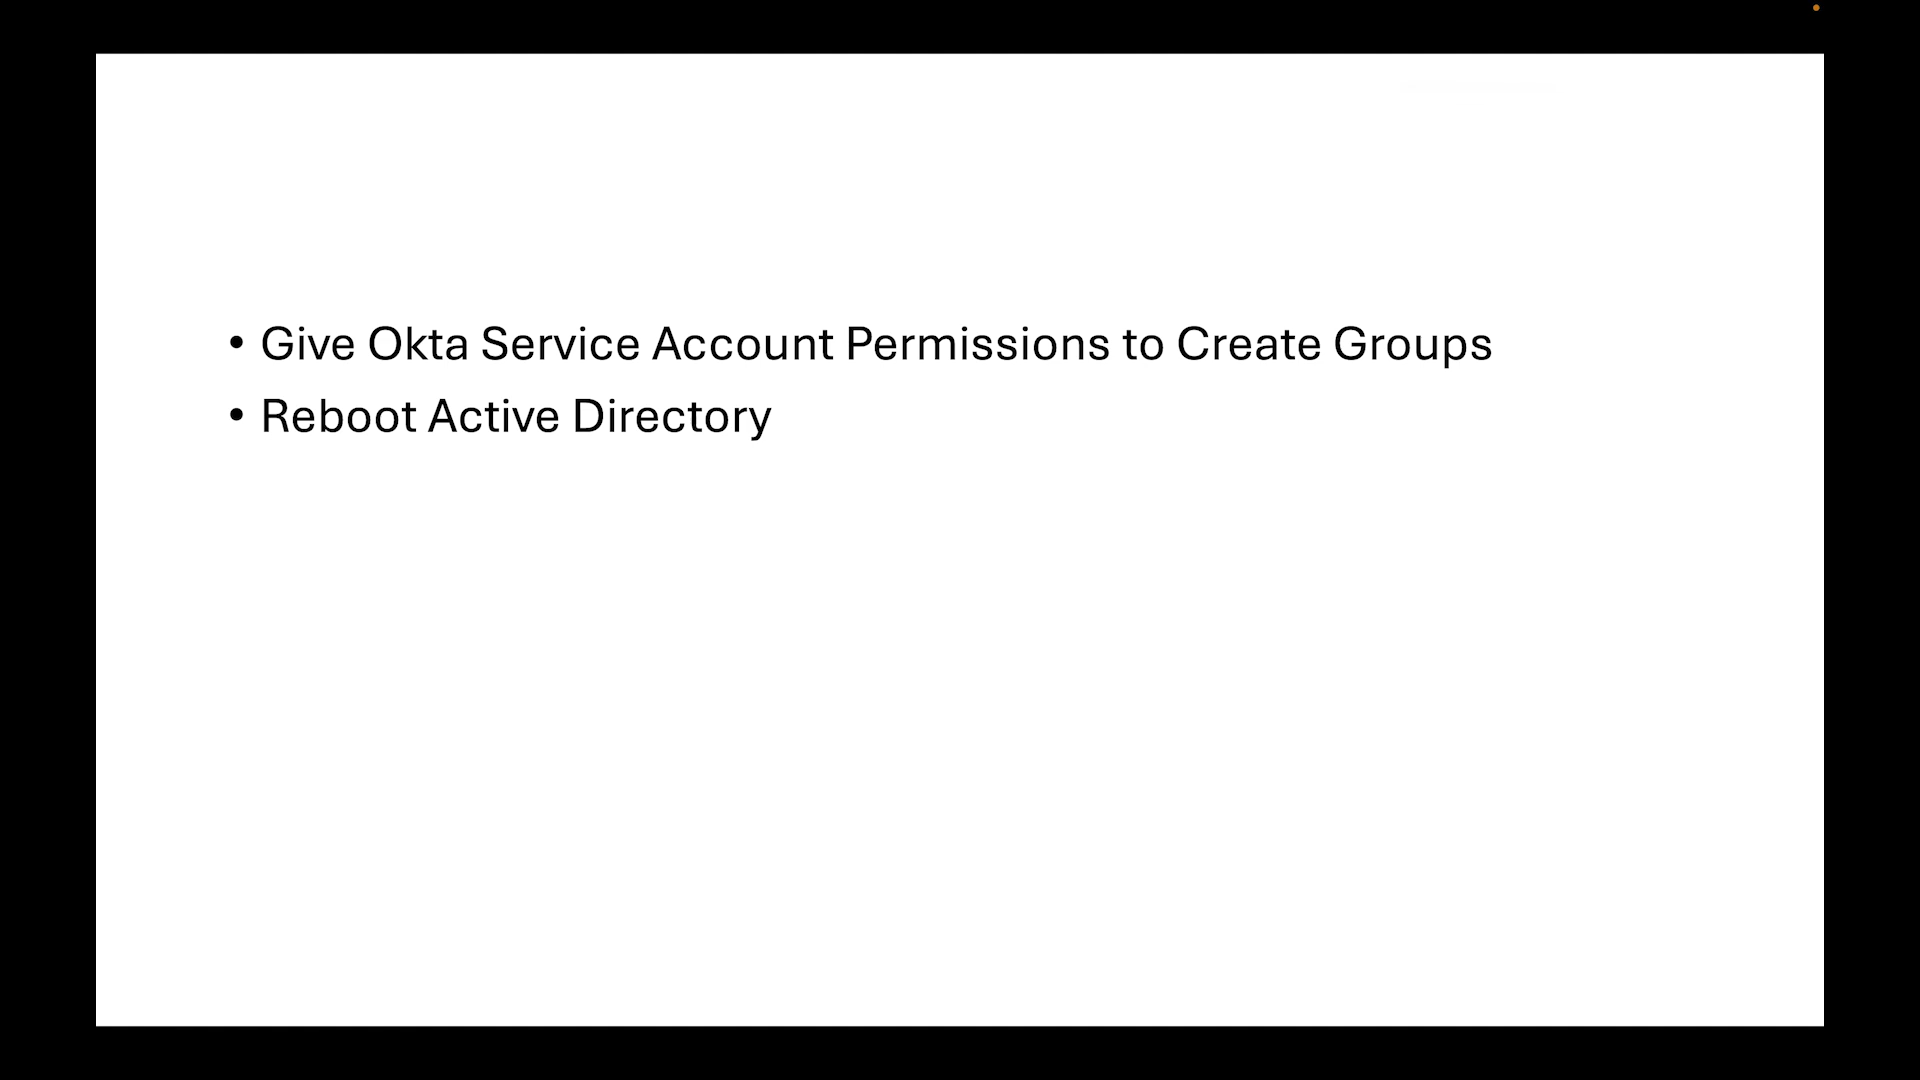 • Give Okta Service Account Permissions to Create Groups
• Reboot Active Directory